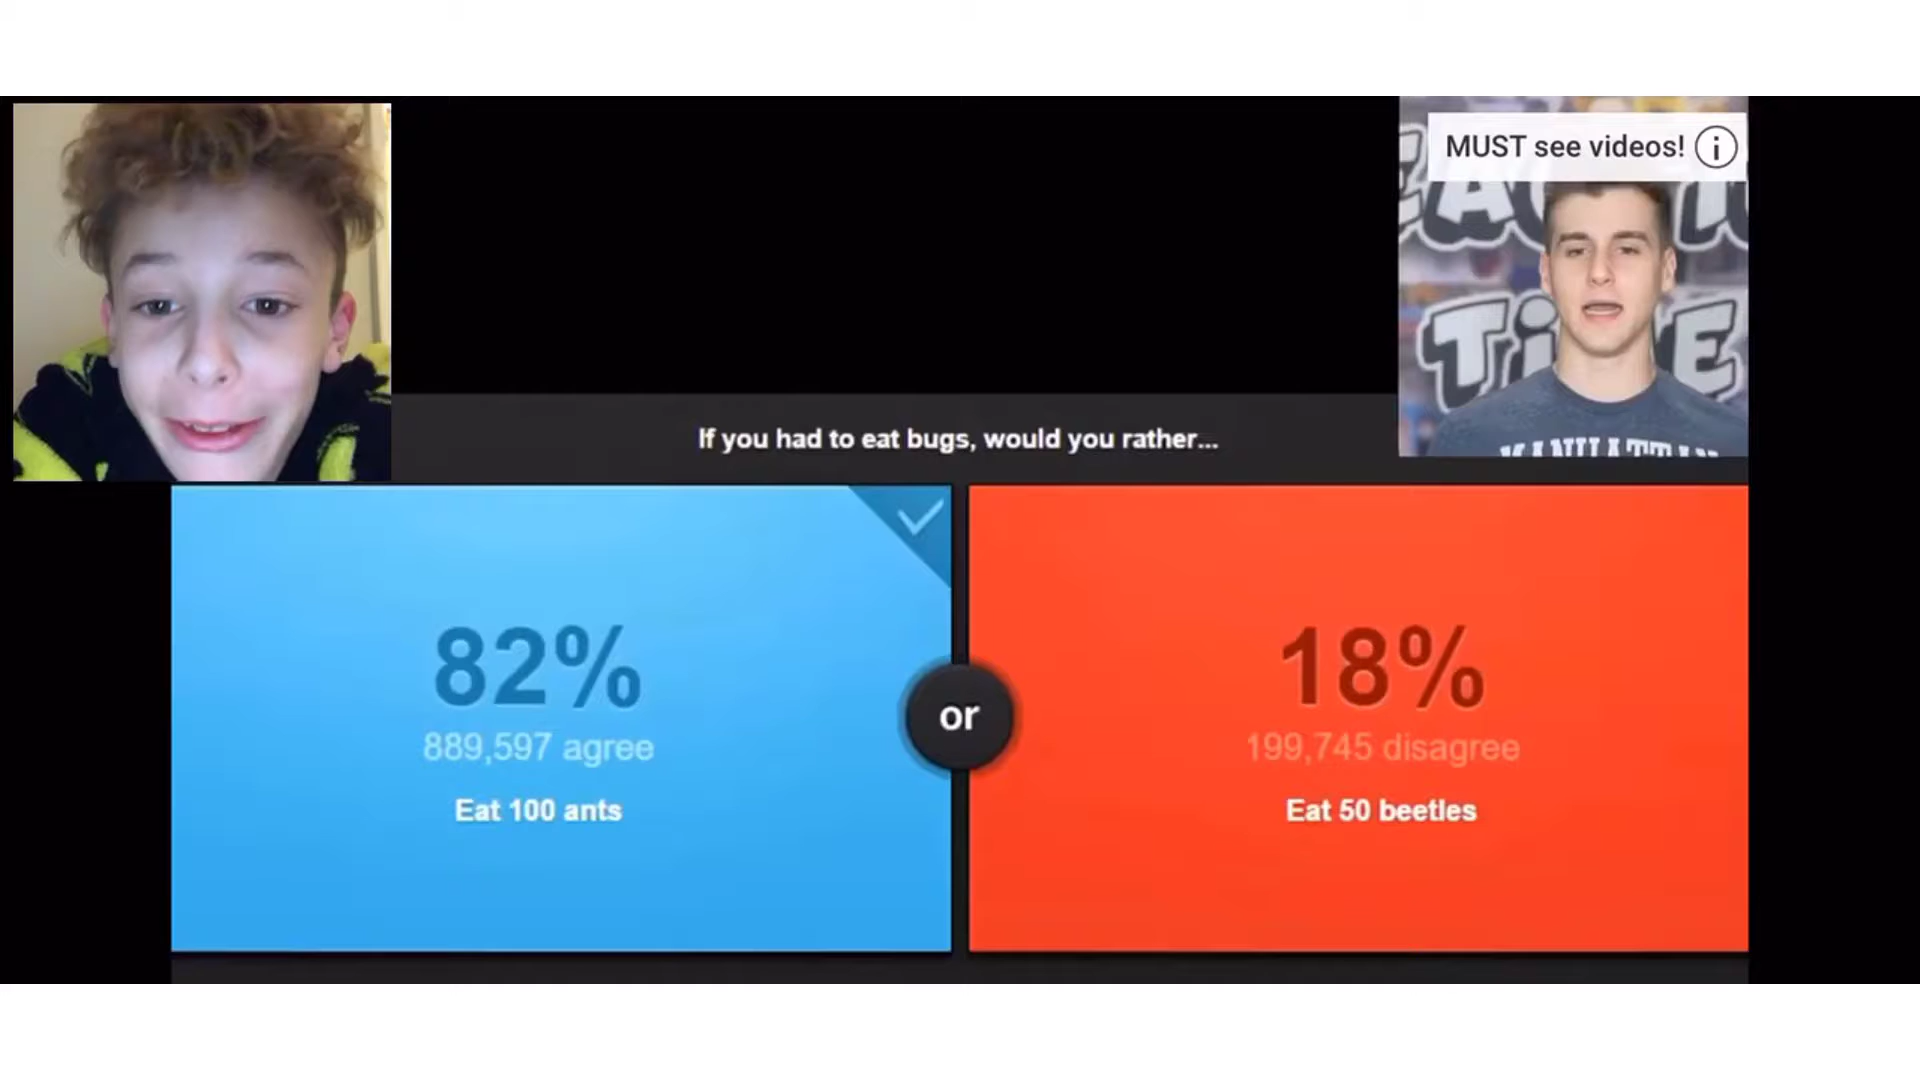 MUST see videos!
TiME
If you had to eat bugs, would you rather...
82%
889,597 agree
Eat 100 ants
or
18%
199,745 disagree
Eat 50 beetles